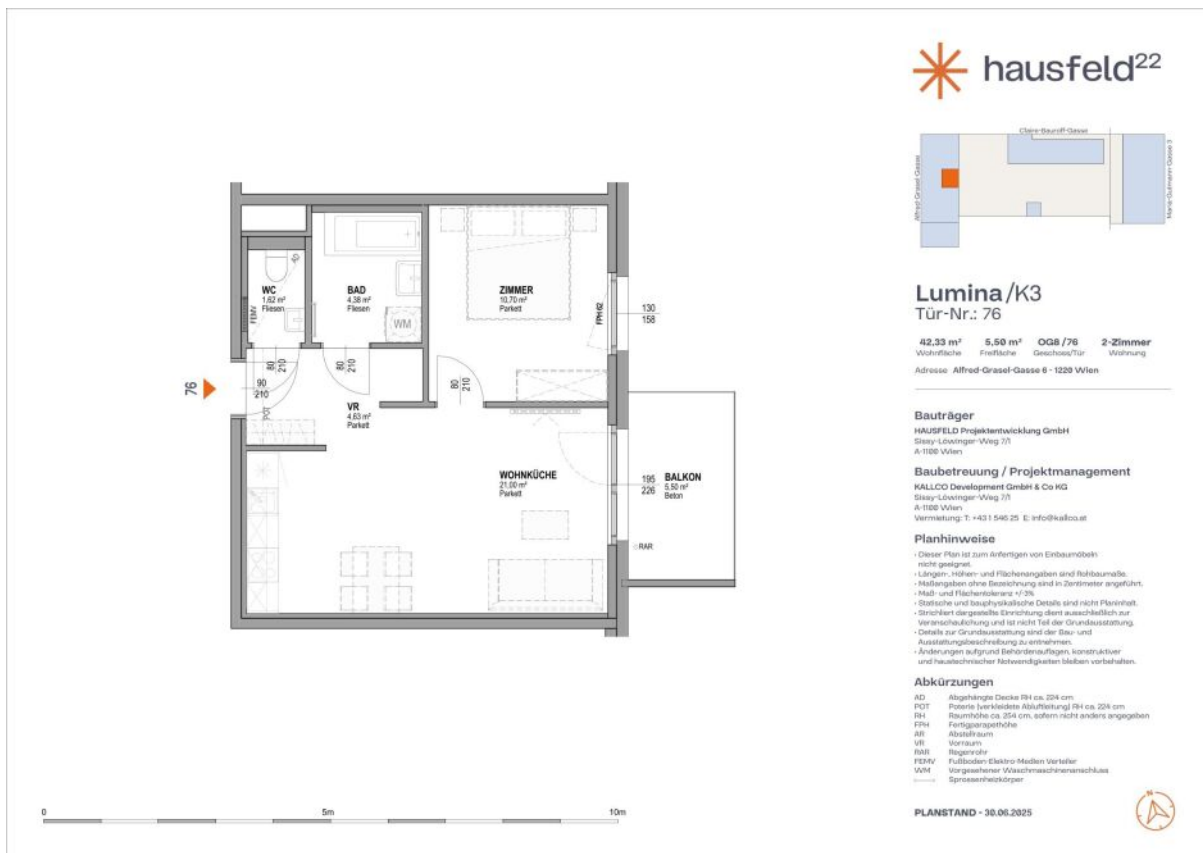 hausfeld²²
Claire-Bauroff-Gasse
Alfred-Grasel-Gasse
Maria-Gutmann-Gasse 3
Lumina/K3
Tür-Nr.: 76
42,33 m² 5,50 m² OG8 /76 2-Zimmer
Wohnfläche Freifläche Geschoss/Tür Wohnung
Adresse Alfred-Grasel-Gasse 6 · 1220 Wien
Bauträger
HAUSFELD Projektentwicklung GmbH
Sissy-Löwinger-Weg 7/1
A-1100 Wien
Baubetreuung / Projektmanagement
KALLCO Development GmbH & Co KG
Sissy-Löwinger-Weg 7/1
A-1100 Wien
Vermietung: T: +43 1 546 25 E: info@kallco.at
Planhinweise
• Dieser Plan ist zum Anfertigen von Einbaumöbeln
nicht geeignet.
• Längen-, Höhen- und Flächenangaben sind Rohbaumaße.
• Maßangaben ohne Bezeichnung sind in Zentimeter angeführt.
• Maß- und Flächentoleranz +/-3%
• Statische und bauphysikalische Details sind nicht Planinhalt.
• Strichliert dargestellte Einrichtung dient ausschließlich zur
Veranschaulichung und ist nicht Teil der Grundausstattung.
• Details zur Grundausstattung sind der Bau- und
Ausstattungsbeschreibung zu entnehmen.
• Änderungen aufgrund Behördenauflagen, konstruktiver
und haustechnischer Notwendigkeiten bleiben vorbehalten.
Abkürzungen
AD Abgehängte Decke RH ca. 224 cm
POT Poterie (verkleidete Abluftleitung) RH ca. 224 cm
RH Raumhöhe ca. 254 cm, sofern nicht anders angegeben
FPH Fertigparapethöhe
AR Abstellraum
VR Vorraum
RAR Regenrohr
FEMV Fußboden-Elektro-Medien Verteiler
WM Vorgesehener Waschmaschinenanschluss
Sprossenheizkörper
PLANSTAND - 30.06.2025
N
WC
1,62 m²
Fliesen
AD
FEMV
BAD
4,38 m²
Fliesen
WM
ZIMMER
10,70 m²
Parkett
FPH 62
130
158
80
210
80
210
80
210
90
210
76
POT
VR
4,63 m²
Parkett
WOHNKÜCHE
21,00 m²
Parkett
195
226
BALKON
5,50 m²
Beton
RAR
0 5m 10m